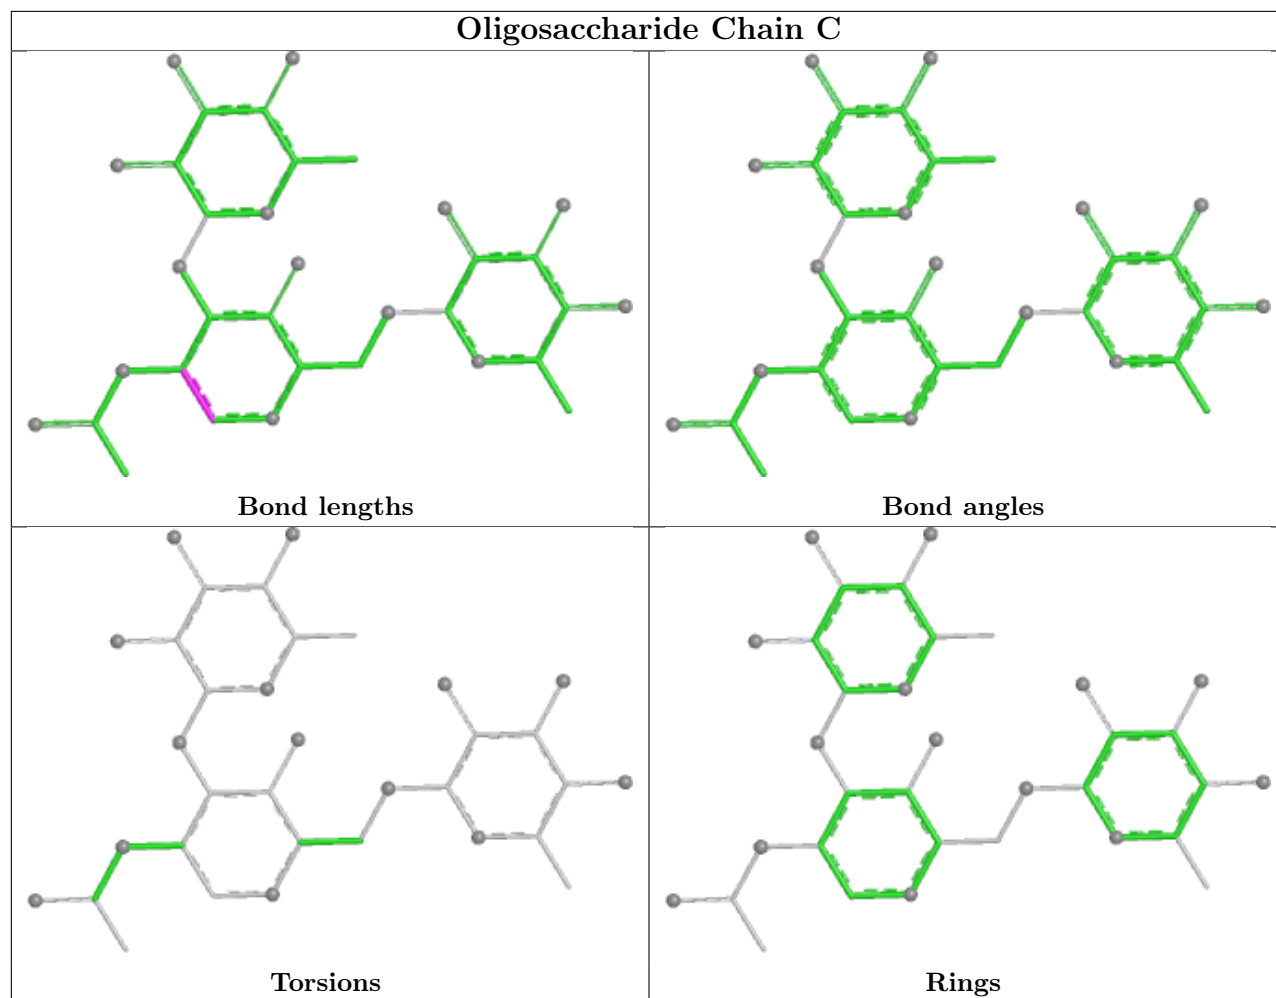 Oligosaccharide Chain C
Bond lengths
Bond angles
Torsions
Rings